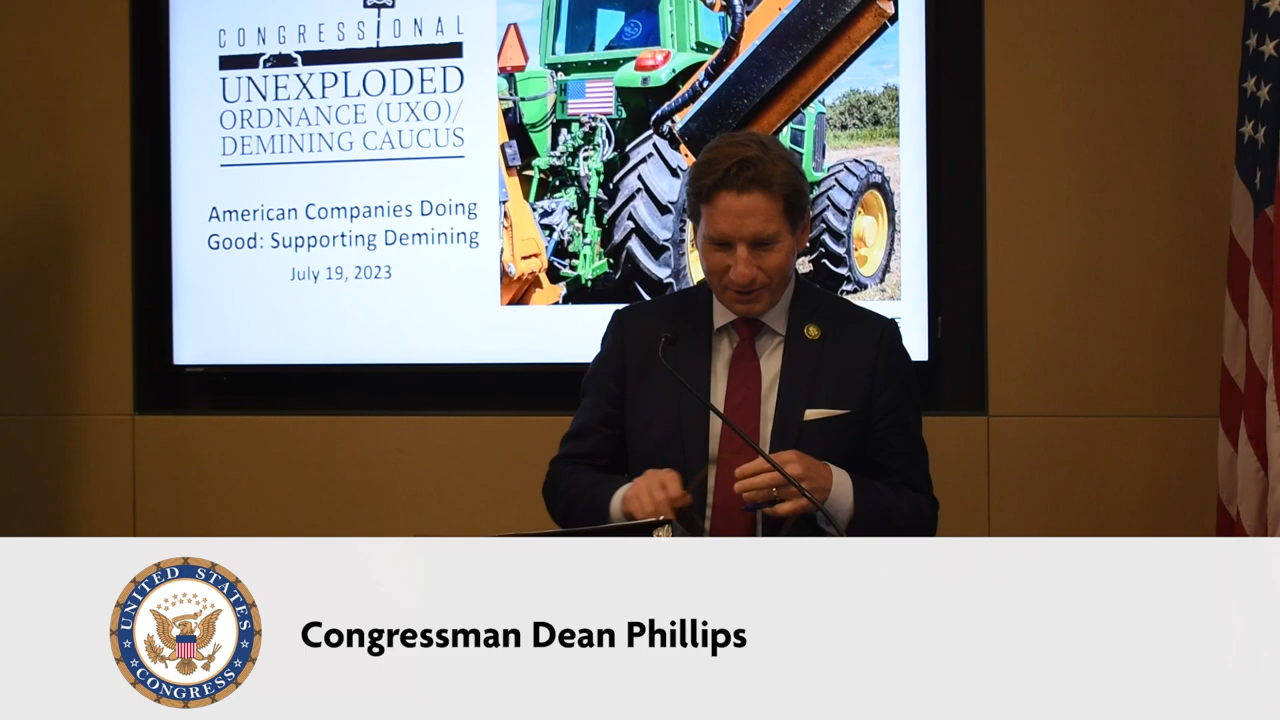 CONGRESSIONAL
UNEXPLODED
ORDNANCE (UXO)/
DEMINING CAUCUS
American Companies Doing
Good: Supporting Demining
July 19, 2023
UNITED STATES
CONGRESS
Congressman Dean Phillips